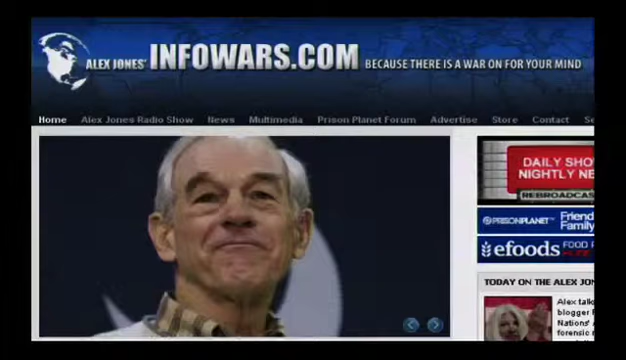 ALEX JONES' INFOWARS.COM BECAUSE THERE IS A WAR ON FOR YOUR MIND
Home Alex Jones Radio Show News Multimedia Prison Planet Forum Advertise Store Contact Se
DAILY SHO
NIGHTLY NE
REBROADCAS
PRISONPLANET Friend
Family
efoods FOOD
TODAY ON THE ALEX JON
Alex talk
blogger
Nations'
forensic